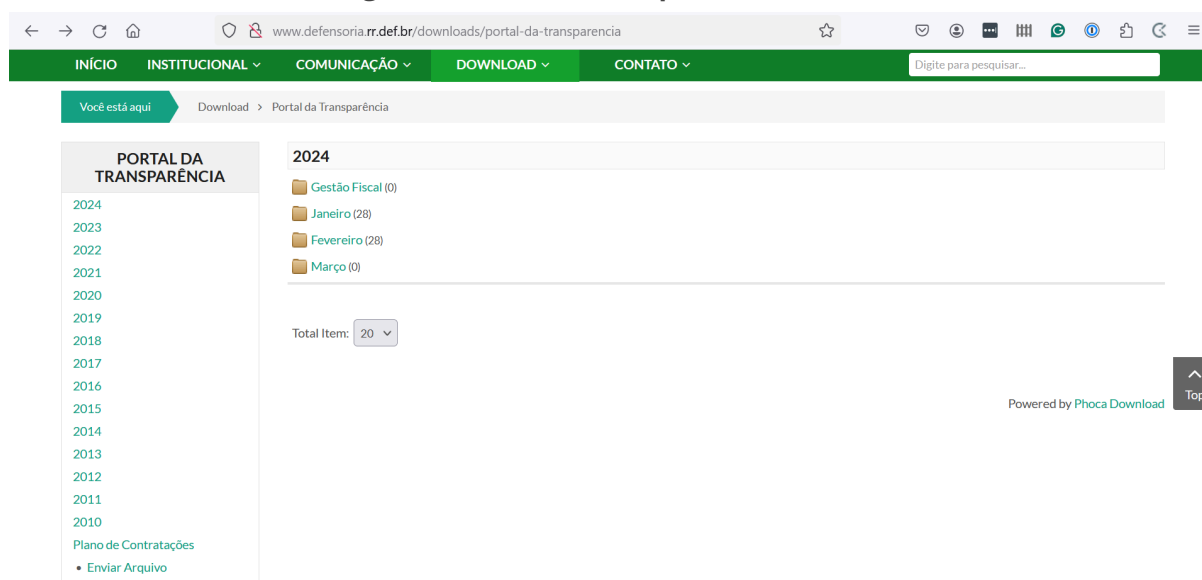 www.defensoria.rr.def.br/downloads/portal-da-transparencia
INÍCIO INSTITUCIONAL COMUNICAÇÃO DOWNLOAD CONTATO Digite para pesquisar...
Você está aqui Download > Portal da Transparência
PORTAL DA
TRANSPARÊNCIA
2024
2023
2022
2021
2020
2019
2018
2017
2016
2015
2014
2013
2012
2011
2010
Plano de Contratações
• Enviar Arquivo
2024
Gestão Fiscal (0)
Janeiro (28)
Fevereiro (28)
Março (0)
Total Item: 20
Powered by Phoca Download
Top